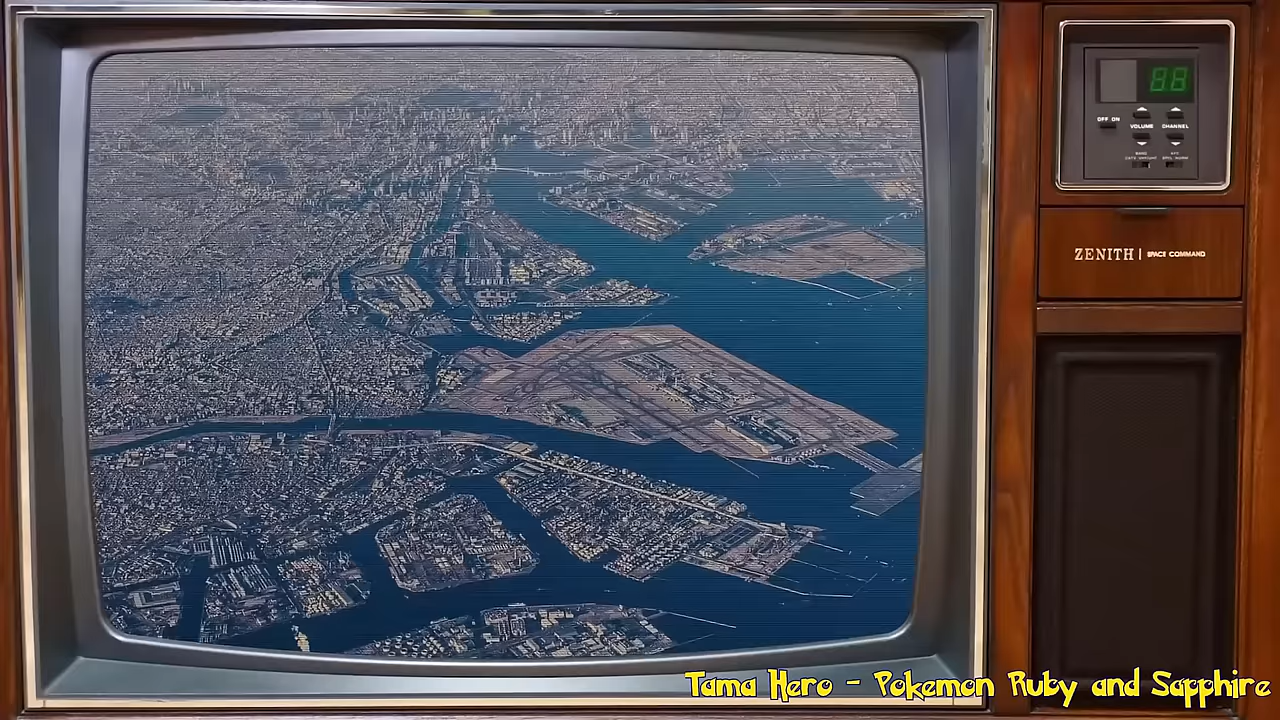 88
OFF ON
VOLUME
CHANNEL
ZENITH | SPACE COMMAND
Tama Hero - Pokemon Ruby and Sapphire